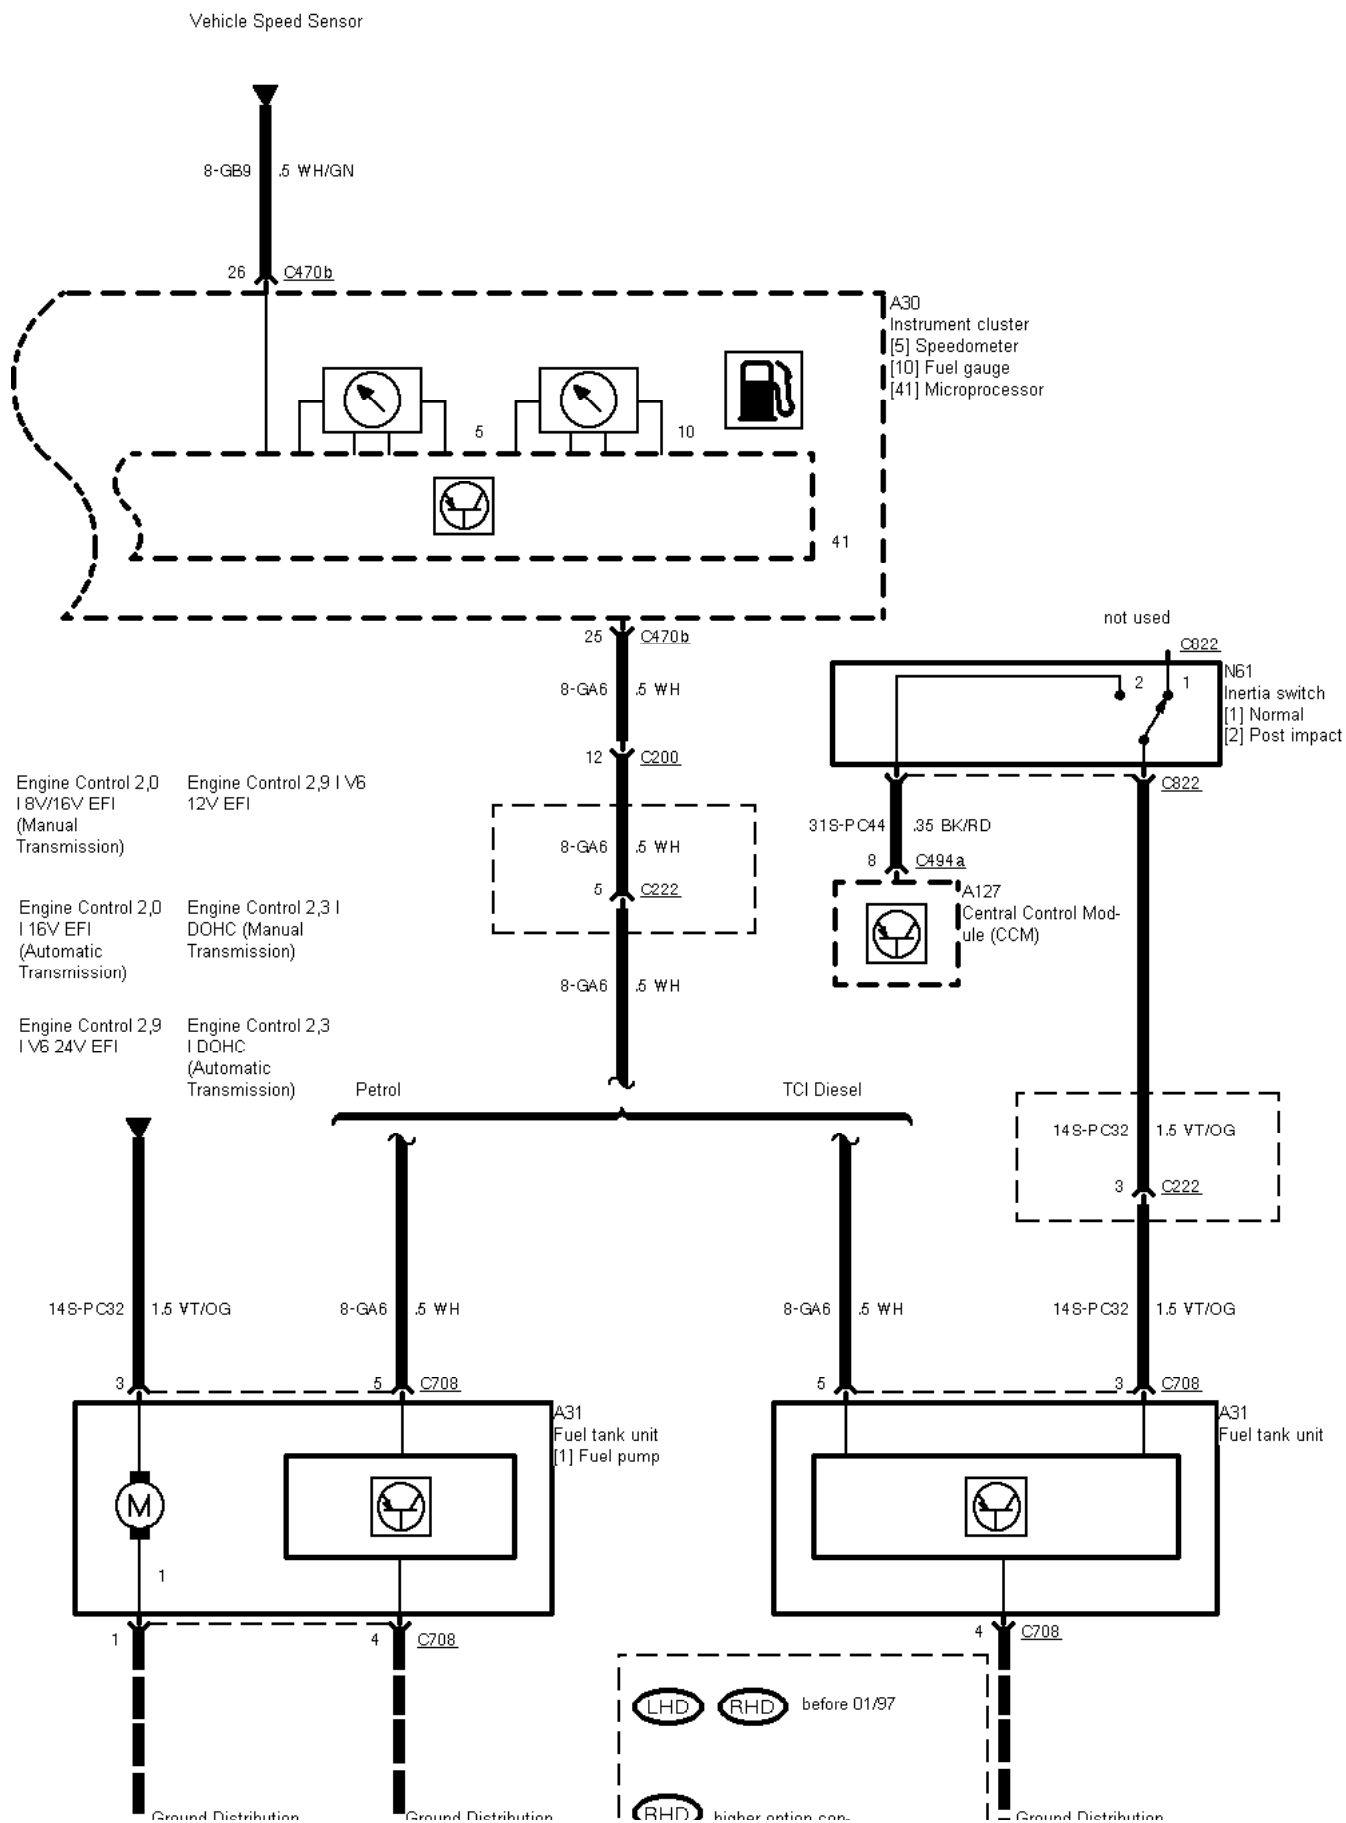 Vehicle Speed Sensor
8-GB9 .5 WH/GN
26 C470b
A30
Instrument cluster
[5] Speedometer
[10] Fuel gauge
[41] Microprocessor
5
10
41
25 C470b
8-GA6 .5 WH
12 C200
8-GA6 .5 WH
5 C222
8-GA6 .5 WH
not used
C822
2
1
N61
Inertia switch
[1] Normal
[2] Post impact
C822
31S-PC44 .35 BK/RD
8 C494a
A127
Central Control Mod-
ule (CCM)
Engine Control 2,0
l 8V/16V EFI
(Manual
Transmission)
Engine Control 2,9 l V6
12V EFI
Engine Control 2,0
l 16V EFI
(Automatic
Transmission)
Engine Control 2,3 l
DOHC (Manual
Transmission)
Engine Control 2,9
l V6 24V EFI
Engine Control 2,3
l DOHC
(Automatic
Transmission)
Petrol
TCI Diesel
14S-PC32 1.5 VT/OG
3 C222
14S-PC32 1.5 VT/OG
8-GA6 .5 WH
8-GA6 .5 WH
14S-PC32 1.5 VT/OG
3
5 C708
5
3 C708
A31
Fuel tank unit
[1] Fuel pump
A31
Fuel tank unit
M
1
1
4 C708
4 C708
LHD RHD before 01/97
RHD higher option con-
Ground Distribution
Ground Distribution
Ground Distribution